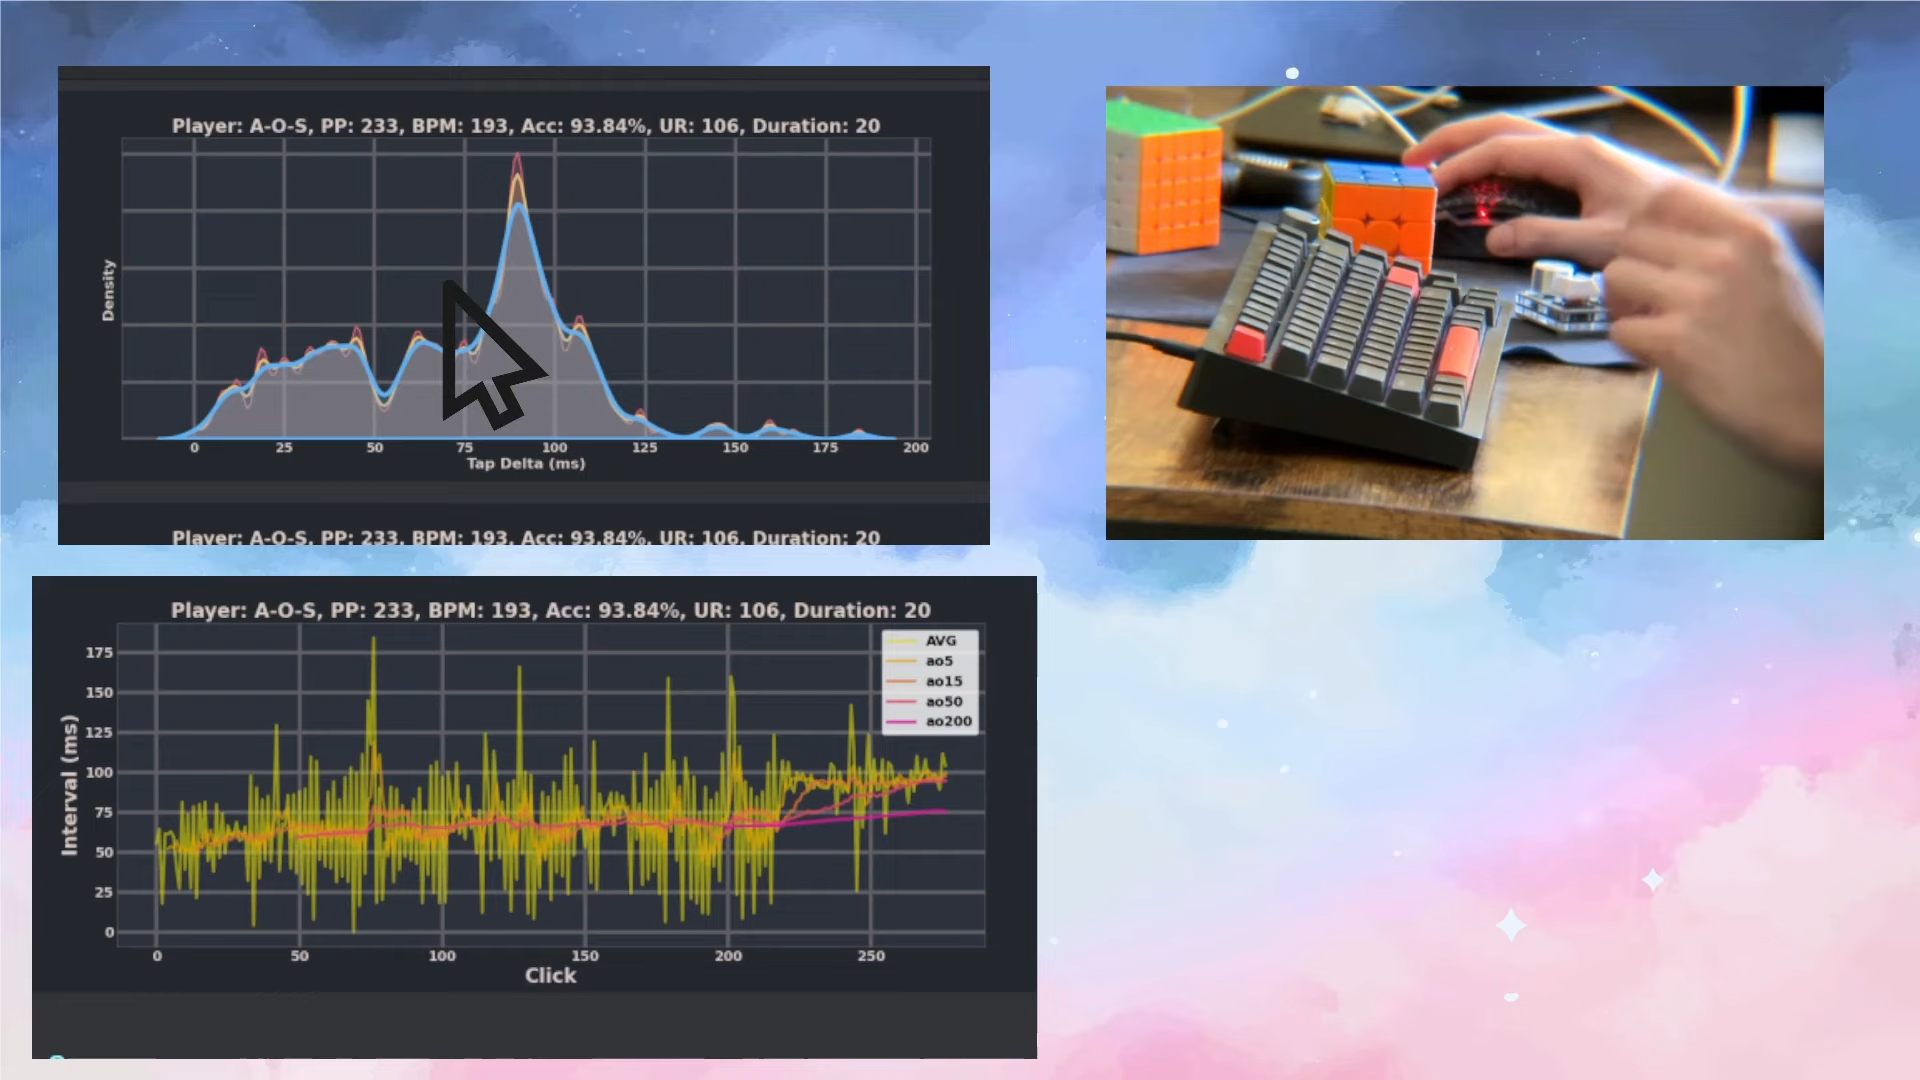 Player: A-O-S, PP: 233, BPM: 193, Acc: 93.84%, UR: 106, Duration: 20
Density
0 25 50 75 100 125 150 175 200
Tap Delta (ms)
Player: A-O-S, PP: 233, BPM: 193, Acc: 93.84%, UR: 106, Duration: 20
Player: A-O-S, PP: 233, BPM: 193, Acc: 93.84%, UR: 106, Duration: 20
AVG
ao5
ao15
ao50
ao200
Interval (ms)
175
150
125
100
75
50
25
0
0 50 100 150 200 250
Click